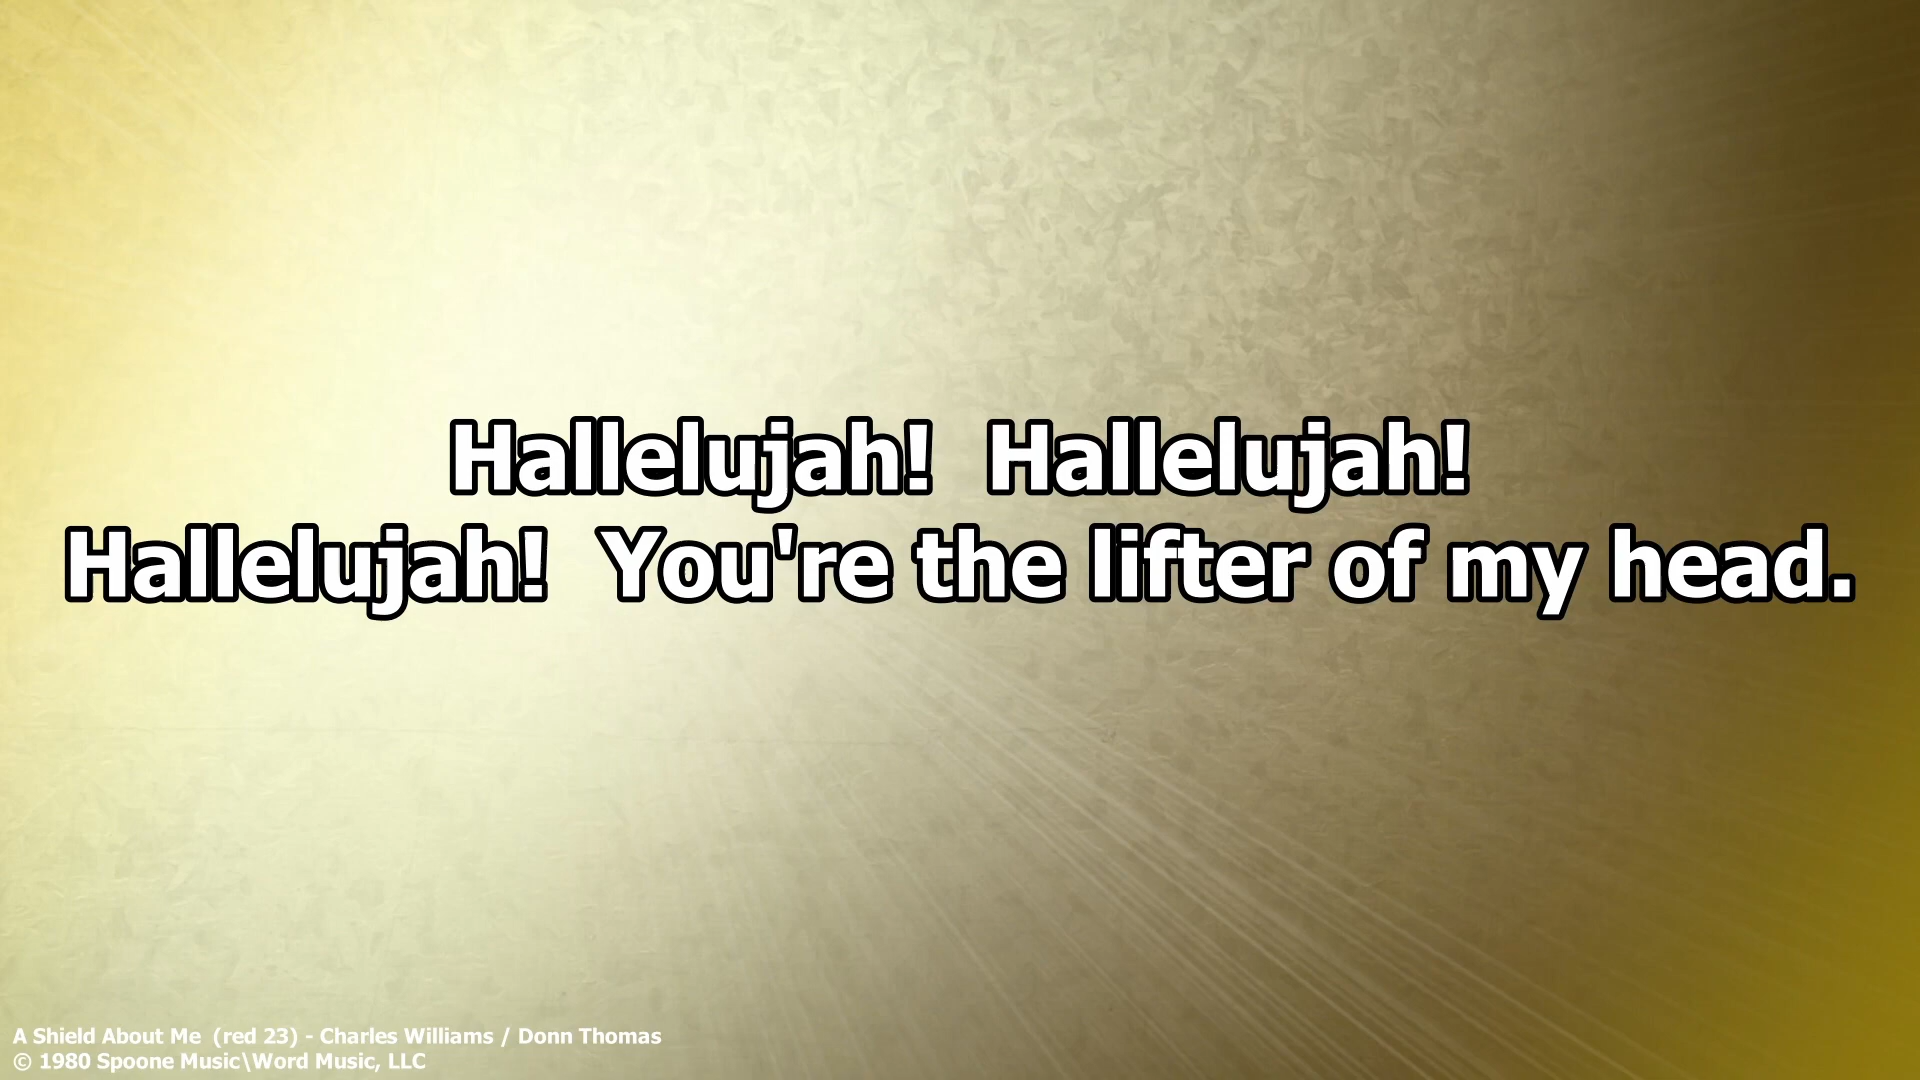 Hallelujah!  Hallelujah!
Hallelujah!  You're the lifter of my head.
A Shield About Me  (red 23) - Charles Williams / Donn Thomas
© 1980 Spoone Music\Word Music, LLC